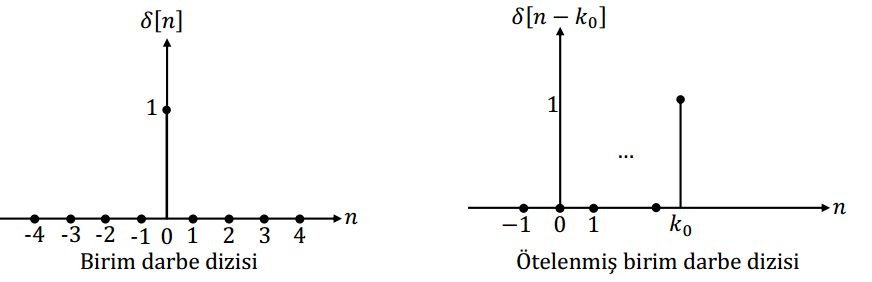 δ[n]
1
n
-4 -3 -2 -1 0 1 2 3 4
Birim darbe dizisi
δ[n − k₀]
1
...
n
−1 0 1 k₀
Ötelenmiş birim darbe dizisi